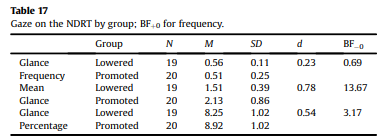 Table 17
Gaze on the NDRT by group; BF₊₀ for frequency.
Group N M SD d BF₋₀
Glance Lowered 19 0.56 0.11 0.23 0.69
Frequency Promoted 20 0.51 0.25
Mean Lowered 19 1.51 0.39 0.78 13.67
Glance Promoted 20 2.13 0.86
Glance Lowered 19 8.25 1.02 0.54 3.17
Percentage Promoted 20 8.92 1.02